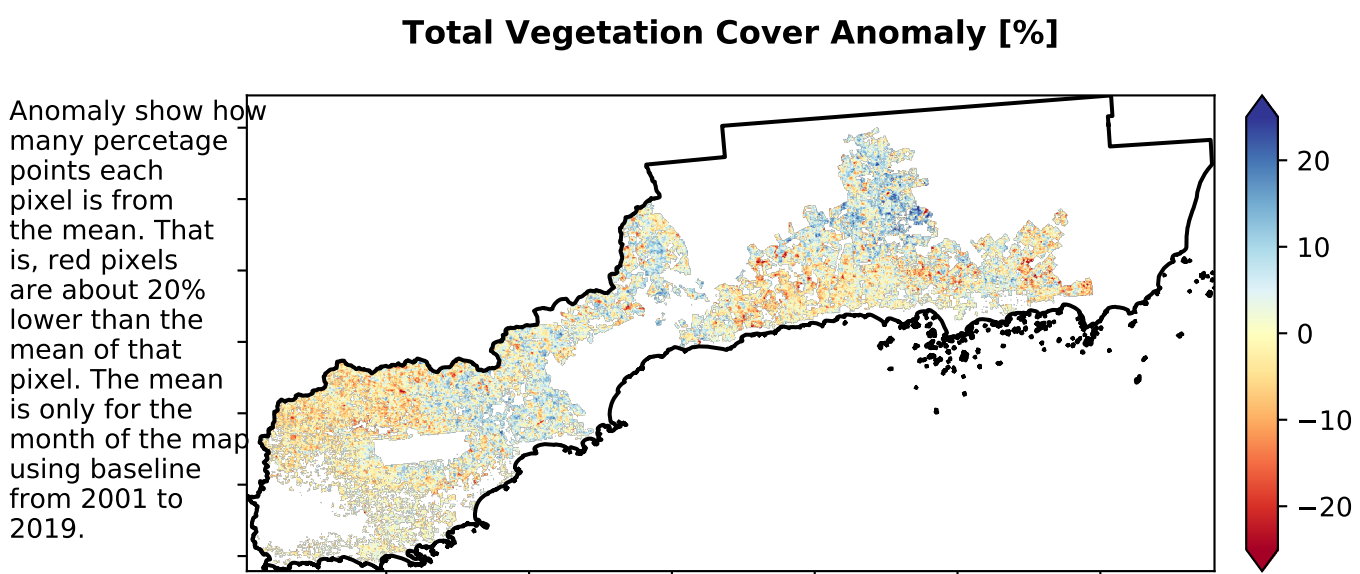 Total Vegetation Cover Anomaly [%]
Anomaly show how
many percetage
points each
pixel is from
the mean. That
is, red pixels
are about 20%
lower than the
mean of that
pixel. The mean
is only for the
month of the map
using baseline
from 2001 to
2019.
20
10
0
−10
−20